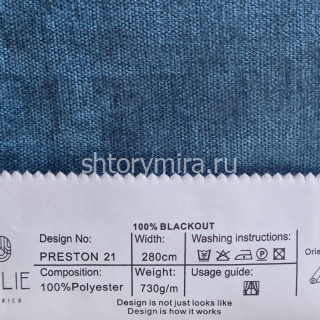 shtorymira.ru
100% BLACKOUT
Design No: Width: Washing instructions:
PRESTON 21 280cm
Composition: Weight: Usage guide:
100%Polyester 730g/m
Design is not just looks like
Design is how it works